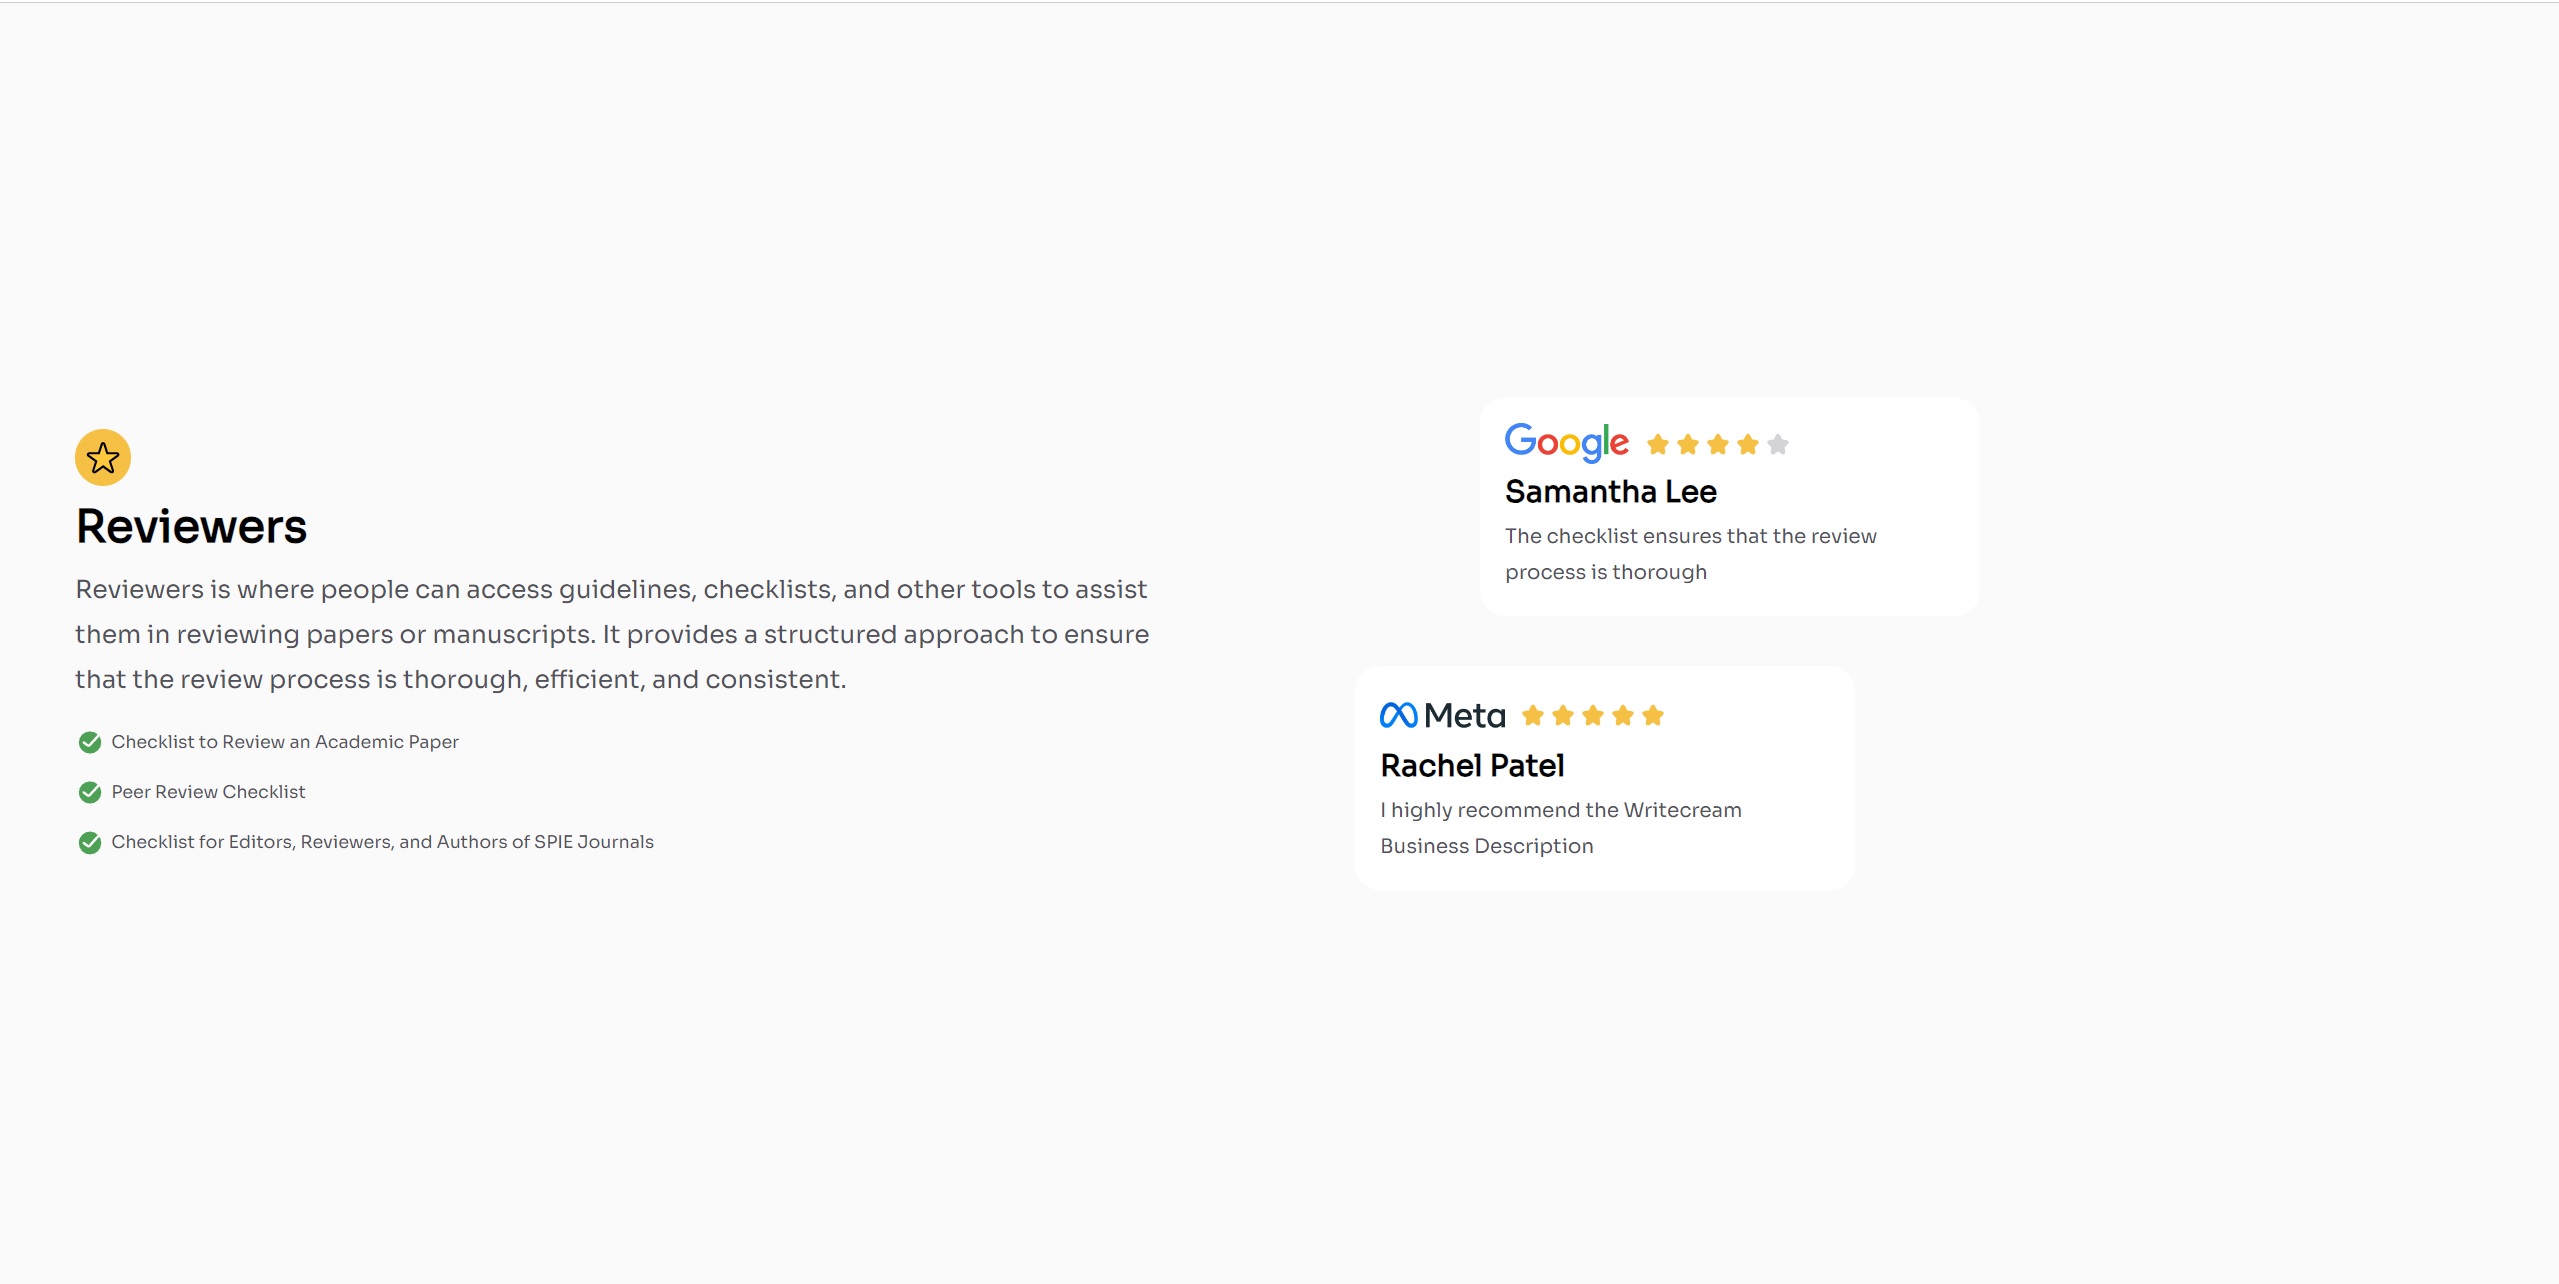 Reviewers
Reviewers is where people can access guidelines, checklists, and other tools to assist
them in reviewing papers or manuscripts. It provides a structured approach to ensure
that the review process is thorough, efficient, and consistent.
Checklist to Review an Academic Paper
Peer Review Checklist
Checklist for Editors, Reviewers, and Authors of SPIE Journals
Google
Samantha Lee
The checklist ensures that the review
process is thorough
Meta
Rachel Patel
I highly recommend the Writecream
Business Description